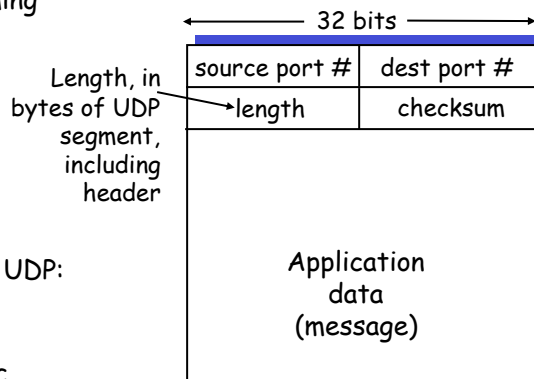 32 bits
source port #
dest port #
Length, in
bytes of UDP
segment,
including
header
length
checksum
UDP:
Application
data
(message)